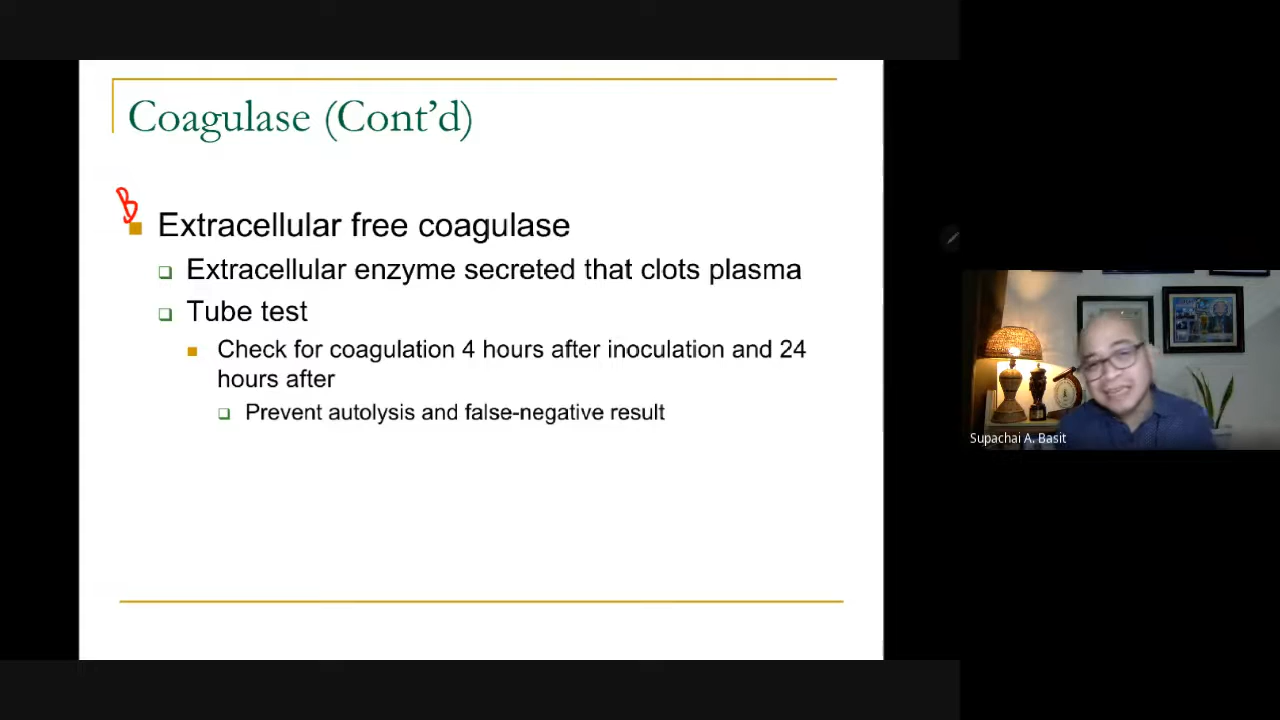 Coagulase (Cont'd)
B
Extracellular free coagulase
Extracellular enzyme secreted that clots plasma
Tube test
Check for coagulation 4 hours after inoculation and 24
hours after
Prevent autolysis and false-negative result
Supachai A. Basit